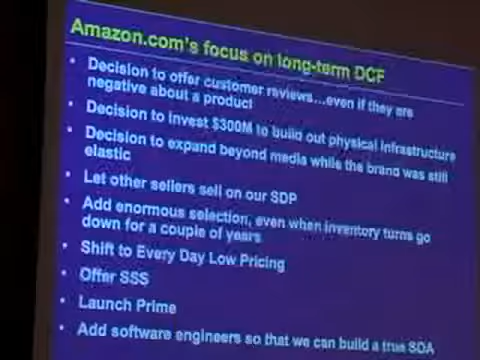 Amazon.com's focus on long-term DCF
• Decision to offer customer reviews...even if they are
negative about a product
• Decision to invest $300M to build out physical infrastructure
• Decision to expand beyond media while the brand was still
elastic
• Let other sellers sell on our SDP
• Add enormous selection, even when inventory turns go
down for a couple of years
• Shift to Every Day Low Pricing
• Offer SSS
• Launch Prime
• Add software engineers so that we can build a true SOA